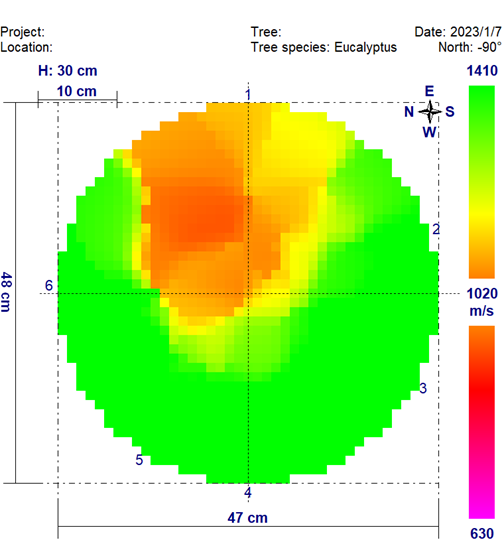 Project: Tree: Date: 2023/1/7
Location: Tree species: Eucalyptus North: -90°
H: 30 cm 1410
10 cm
1
E
N S
W
2
6
48 cm
1020
m/s
3
5
4
47 cm
630